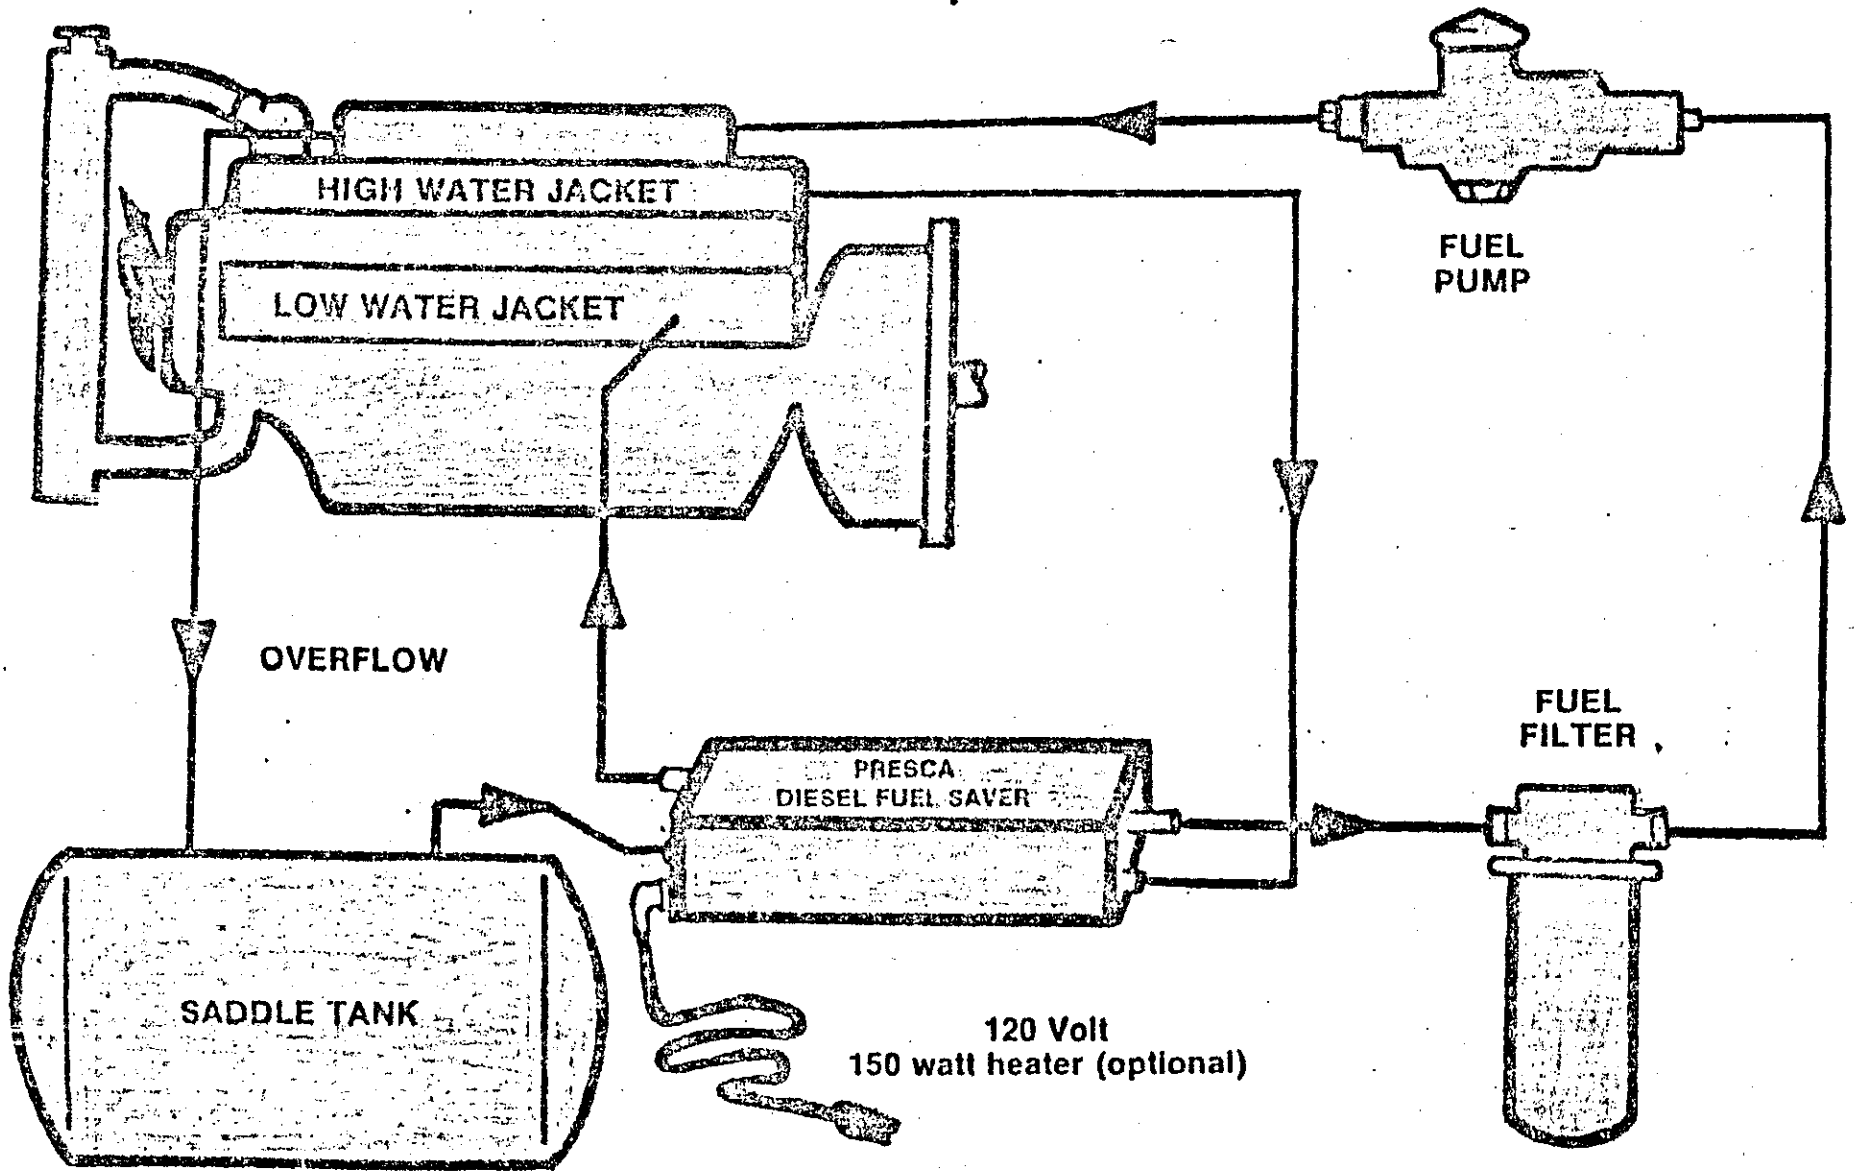 HIGH WATER JACKET
LOW WATER JACKET
FUEL
PUMP
OVERFLOW
FUEL
FILTER
PRESCA
DIESEL FUEL SAVER
SADDLE TANK
120 Volt
150 watt heater (optional)